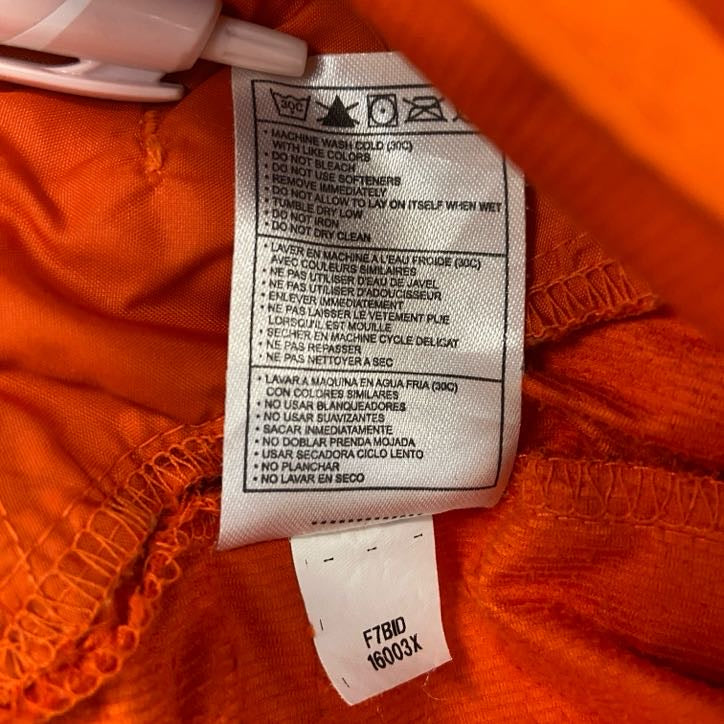 30C
• MACHINE WASH COLD (30C)
WITH LIKE COLORS
• DO NOT BLEACH
• DO NOT USE SOFTENERS
• REMOVE IMMEDIATELY
• DO NOT ALLOW TO LAY ON ITSELF WHEN WET
• TUMBLE DRY LOW
• DO NOT IRON
• DO NOT DRY CLEAN
• LAVER EN MACHINE A L'EAU FROIDE (30C)
AVEC COULEURS SIMILAIRES
• NE PAS UTILISER D'EAU DE JAVEL
• NE PAS UTILISER D'ADOUCISSEUR
• ENLEVER IMMEDIATEMENT
• NE PAS LAISSER LE VETEMENT PLIE
LORSQU'IL EST MOUILLE
• SECHER EN MACHINE CYCLE DELICAT
• NE PAS REPASSER
• NE PAS NETTOYER A SEC
• LAVAR A MAQUINA EN AGUA FRIA (30C)
CON COLORES SIMILARES
• NO USAR BLANQUEADORES
• NO USAR SUAVIZANTES
• SACAR INMEDIATAMENTE
• NO DOBLAR PRENDA MOJADA
• USAR SECADORA CICLO LENTO
• NO PLANCHAR
• NO LAVAR EN SECO
F7BID
16003X